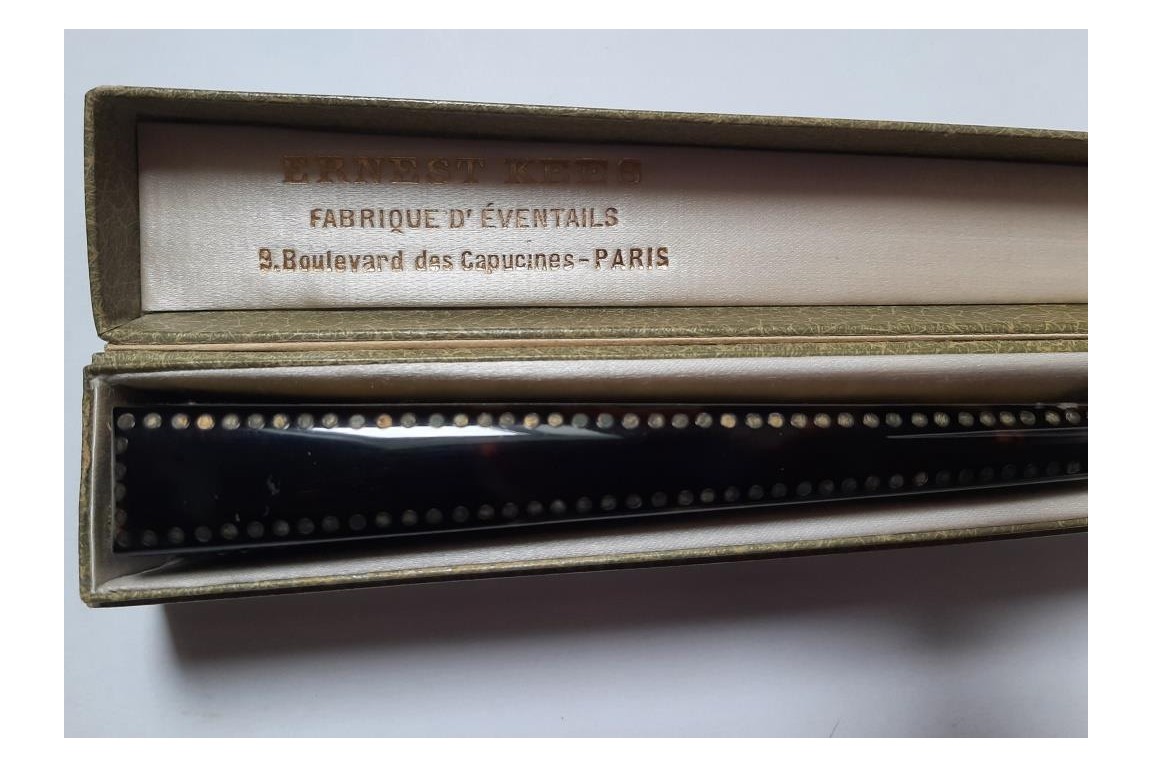 ERNEST KEES
FABRIQUE D' ÉVENTAILS
9.Boulevard des Capucines-PARIS